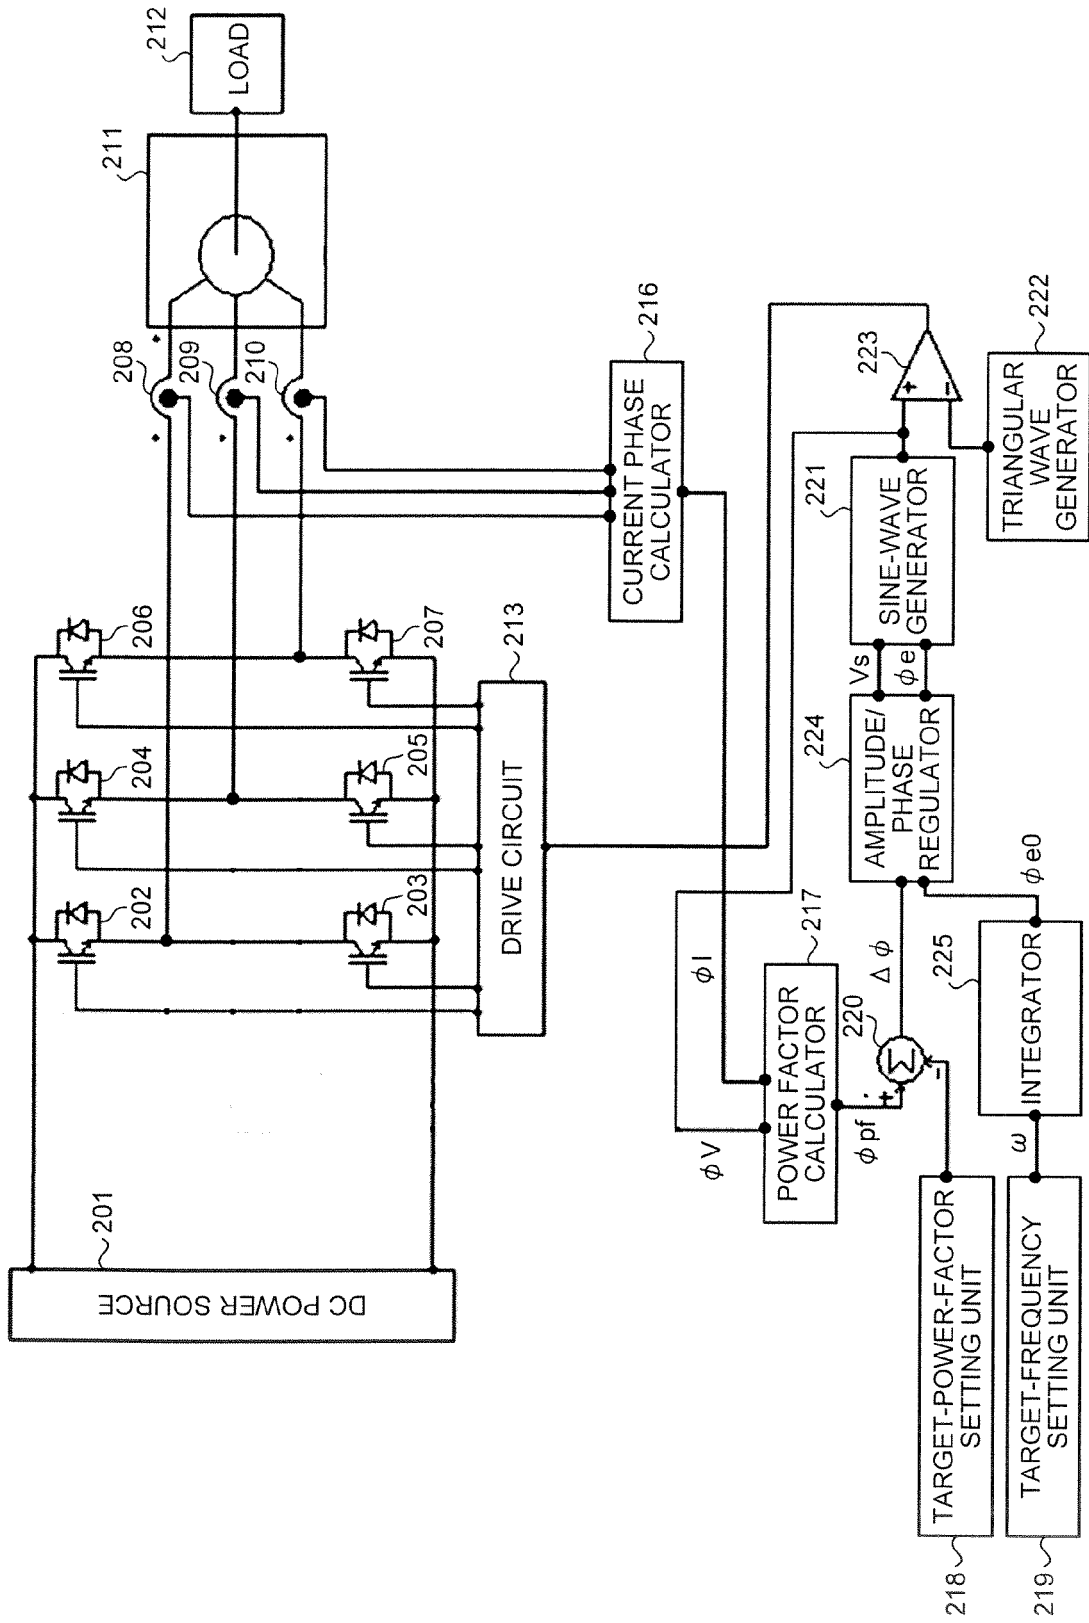 212
LOAD
211
208
209
210
206
207
204
205
202
203
213
DRIVE CIRCUIT
201
DC POWER SOURCE
216
CURRENT PHASE
CALCULATOR
φI
φV
217
POWER FACTOR
CALCULATOR
φpf
+
-
Σ
220
Δφ
218
TARGET-POWER-FACTOR
SETTING UNIT
219
TARGET-FREQUENCY
SETTING UNIT
ω
225
INTEGRATOR
φe0
224
AMPLITUDE/
PHASE
REGULATOR
Vs
φe
221
SINE-WAVE
GENERATOR
223
+
-
222
TRIANGULAR
WAVE
GENERATOR